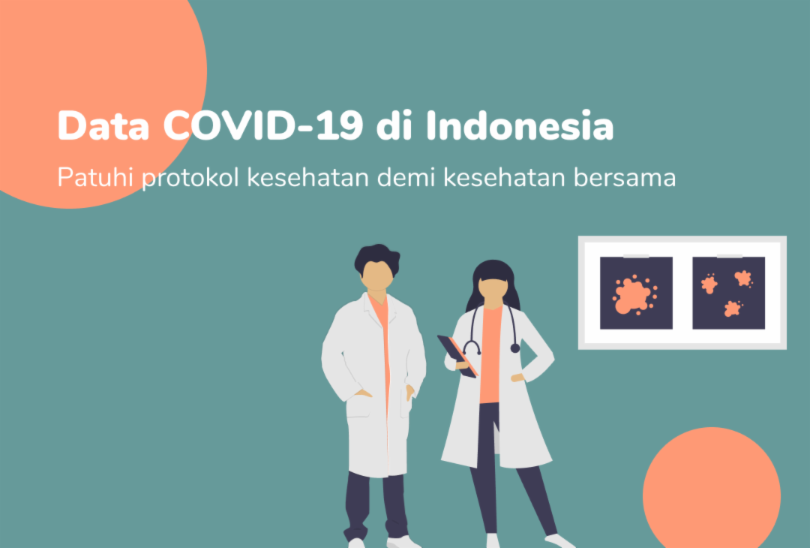 Data COVID-19 di Indonesia
Patuhi protokol kesehatan demi kesehatan bersama